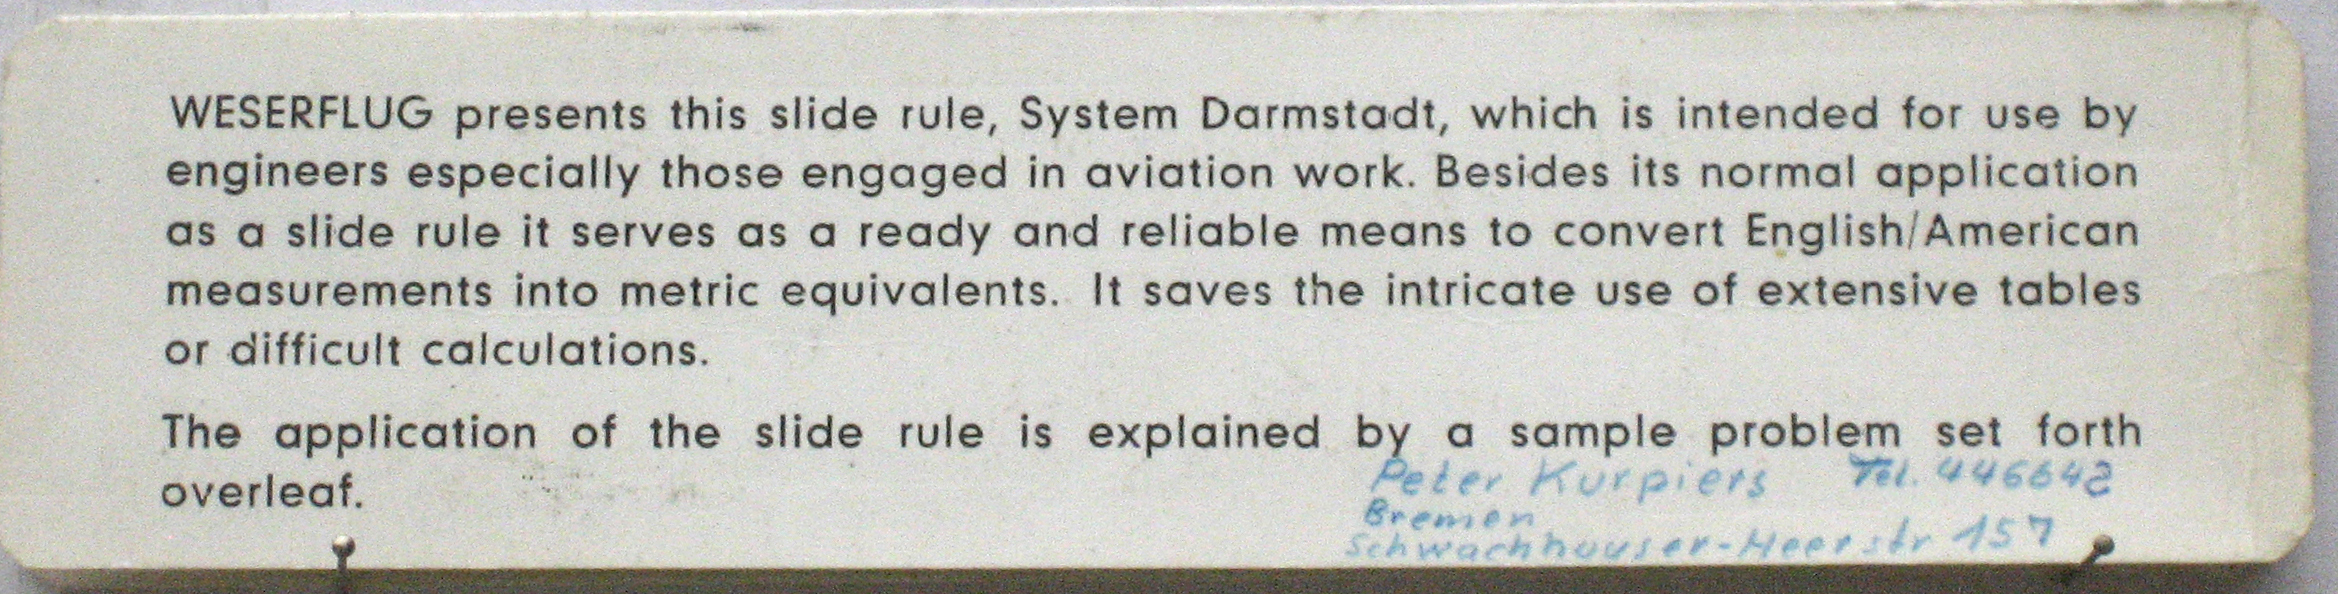 WESERFLUG presents this slide rule, System Darmstadt, which is intended for use by
engineers especially those engaged in aviation work. Besides its normal application
as a slide rule it serves as a ready and reliable means to convert English/American
measurements into metric equivalents. It saves the intricate use of extensive tables
or difficult calculations.
The application of the slide rule is explained by a sample problem set forth
overleaf.
Peter Kurpiers Tel. 446642
Bremen
Schwachhauser-Heerstr 157